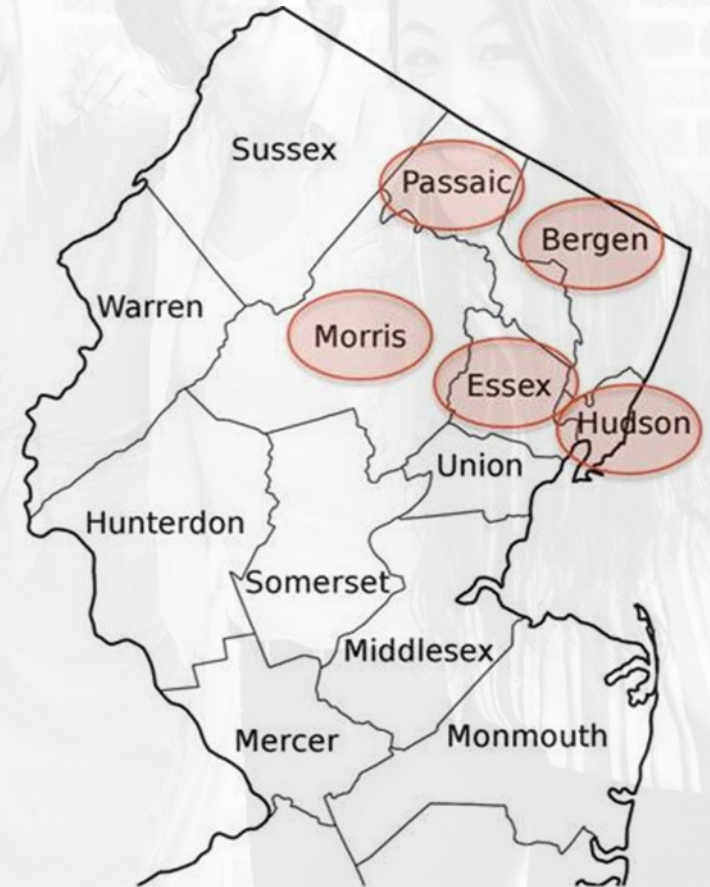 Sussex
Passaic
Bergen
Warren
Morris
Essex
Hudson
Union
Hunterdon
Somerset
Middlesex
Mercer
Monmouth